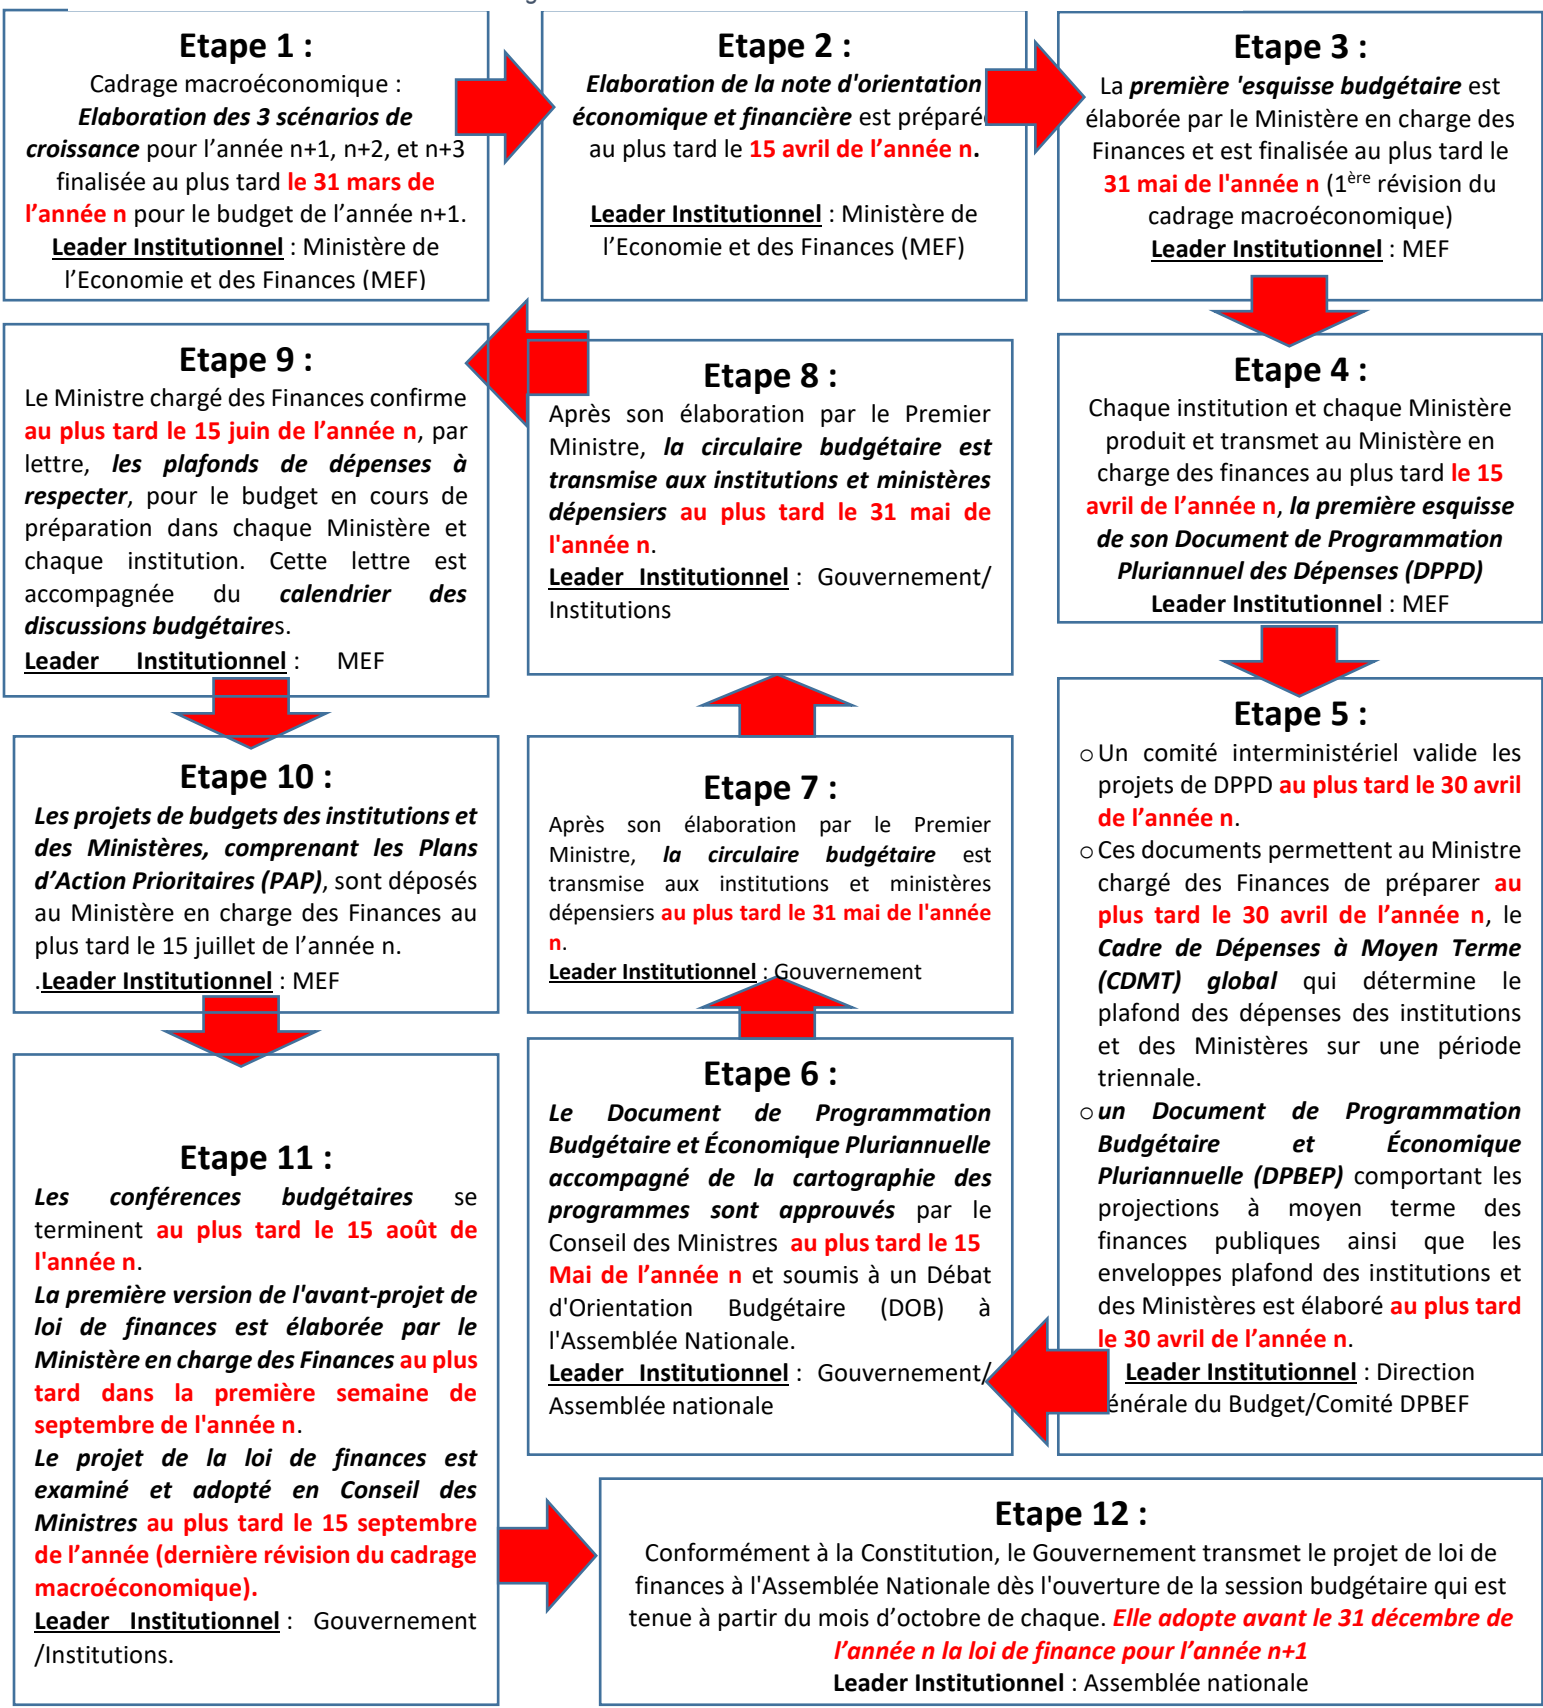 Etape 1 :
Cadrage macroéconomique :
Elaboration des 3 scénarios de
croissance pour l’année n+1, n+2, et n+3
finalisée au plus tard le 31 mars de
l’année n pour le budget de l’année n+1.
Leader Institutionnel : Ministère de
l’Economie et des Finances (MEF)
Etape 2 :
Elaboration de la note d'orientation
économique et financière est préparée
au plus tard le 15 avril de l’année n.
Leader Institutionnel : Ministère de
l’Economie et des Finances (MEF)
Etape 3 :
La première 'esquisse budgétaire est
élaborée par le Ministère en charge des
Finances et est finalisée au plus tard le
31 mai de l'année n (1ère révision du
cadrage macroéconomique)
Leader Institutionnel : MEF
Etape 4 :
Chaque institution et chaque Ministère
produit et transmet au Ministère en
charge des finances au plus tard le 15
avril de l’année n, la première esquisse
de son Document de Programmation
Pluriannuel des Dépenses (DPPD)
Leader Institutionnel : MEF
Etape 5 :
o Un comité interministériel valide les
projets de DPPD au plus tard le 30 avril
de l’année n.
o Ces documents permettent au Ministre
chargé des Finances de préparer au
plus tard le 30 avril de l’année n, le
Cadre de Dépenses à Moyen Terme
(CDMT) global qui détermine le
plafond des dépenses des institutions
et des Ministères sur une période
triennale.
o un Document de Programmation
Budgétaire et Économique
Pluriannuelle (DPBEP) comportant les
projections à moyen terme des
finances publiques ainsi que les
enveloppes plafond des institutions et
des Ministères est élaboré au plus tard
le 30 avril de l’année n.
Leader Institutionnel : Direction
énérale du Budget/Comité DPBEF
Etape 6 :
Le Document de Programmation
Budgétaire et Économique Pluriannuelle
accompagné de la cartographie des
programmes sont approuvés par le
Conseil des Ministres au plus tard le 15
Mai de l’année n et soumis à un Débat
d'Orientation Budgétaire (DOB) à
l'Assemblée Nationale.
Leader Institutionnel : Gouvernement/
Assemblée nationale
Etape 7 :
Après son élaboration par le Premier
Ministre, la circulaire budgétaire est
transmise aux institutions et ministères
dépensiers au plus tard le 31 mai de l'année
n.
Leader Institutionnel : Gouvernement
Etape 8 :
Après son élaboration par le Premier
Ministre, la circulaire budgétaire est
transmise aux institutions et ministères
dépensiers au plus tard le 31 mai de
l'année n.
Leader Institutionnel : Gouvernement/
Institutions
Etape 9 :
Le Ministre chargé des Finances confirme
au plus tard le 15 juin de l’année n, par
lettre, les plafonds de dépenses à
respecter, pour le budget en cours de
préparation dans chaque Ministère et
chaque institution. Cette lettre est
accompagnée du calendrier des
discussions budgétaires.
Leader Institutionnel : MEF
Etape 10 :
Les projets de budgets des institutions et
des Ministères, comprenant les Plans
d’Action Prioritaires (PAP), sont déposés
au Ministère en charge des Finances au
plus tard le 15 juillet de l’année n.
.Leader Institutionnel : MEF
Etape 11 :
Les conférences budgétaires se
terminent au plus tard le 15 août de
l'année n.
La première version de l'avant-projet de
loi de finances est élaborée par le
Ministère en charge des Finances au plus
tard dans la première semaine de
septembre de l'année n.
Le projet de la loi de finances est
examiné et adopté en Conseil des
Ministres au plus tard le 15 septembre
de l’année (dernière révision du cadrage
macroéconomique).
Leader Institutionnel : Gouvernement
/Institutions.
Etape 12 :
Conformément à la Constitution, le Gouvernement transmet le projet de loi de
finances à l'Assemblée Nationale dès l'ouverture de la session budgétaire qui est
tenue à partir du mois d’octobre de chaque. Elle adopte avant le 31 décembre de
l’année n la loi de finance pour l’année n+1
Leader Institutionnel : Assemblée nationale